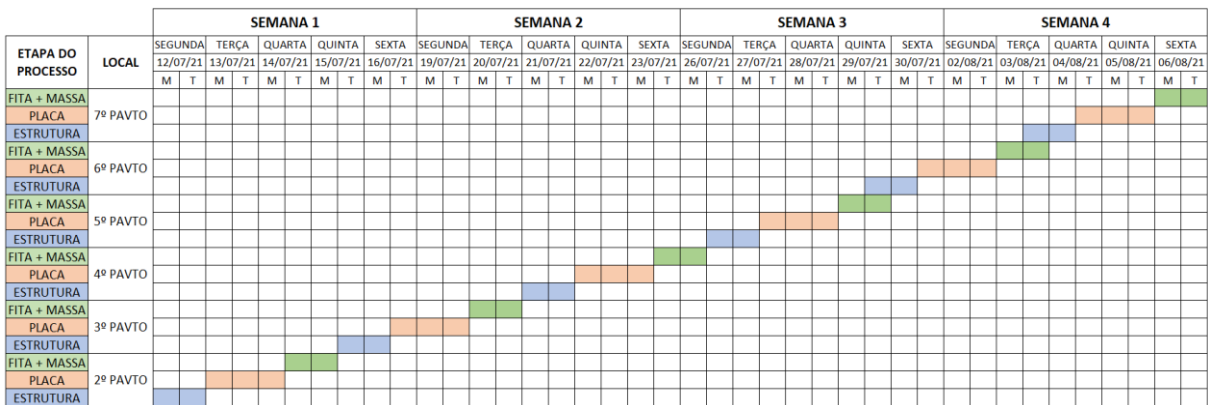 SEMANA 1 SEMANA 2 SEMANA 3 SEMANA 4
ETAPA DO PROCESSO LOCAL SEGUNDA TERÇA QUARTA QUINTA SEXTA SEGUNDA TERÇA QUARTA QUINTA SEXTA SEGUNDA TERÇA QUARTA QUINTA SEXTA SEGUNDA TERÇA QUARTA QUINTA SEXTA
12/07/21 13/07/21 14/07/21 15/07/21 16/07/21 19/07/21 20/07/21 21/07/21 22/07/21 23/07/21 26/07/21 27/07/21 28/07/21 29/07/21 30/07/21 02/08/21 03/08/21 04/08/21 05/08/21 06/08/21
M T M T M T M T M T M T M T M T M T M T M T M T M T M T M T M T M T M T M T M T
FITA + MASSA
PLACA 7º PAVTO
ESTRUTURA
FITA + MASSA
PLACA 6º PAVTO
ESTRUTURA
FITA + MASSA
PLACA 5º PAVTO
ESTRUTURA
FITA + MASSA
PLACA 4º PAVTO
ESTRUTURA
FITA + MASSA
PLACA 3º PAVTO
ESTRUTURA
FITA + MASSA
PLACA 2º PAVTO
ESTRUTURA